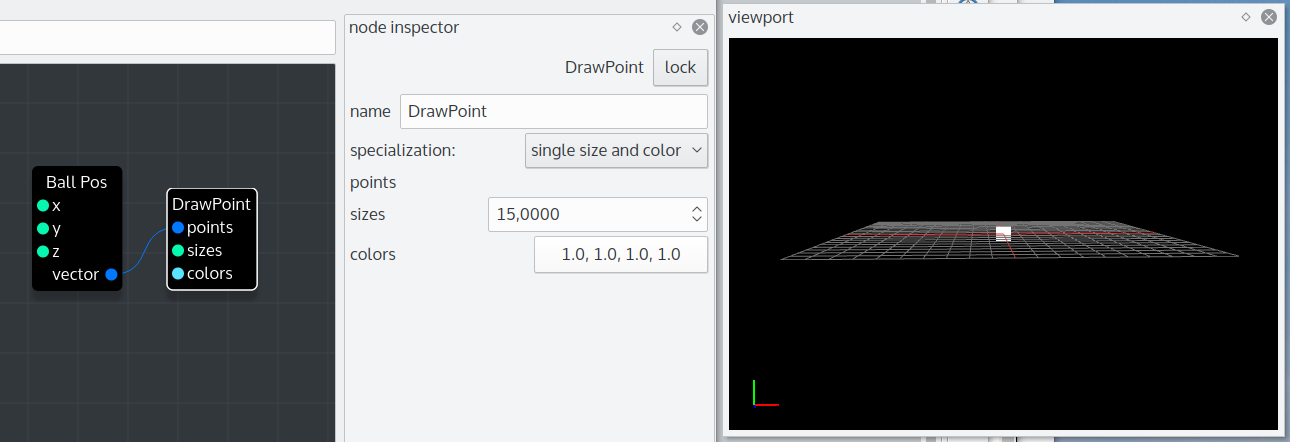 Ball Pos
x
y
z
vector
DrawPoint
points
sizes
colors
node inspector
DrawPoint lock
name DrawPoint
specialization: single size and color
points
sizes 15,0000
colors 1.0, 1.0, 1.0, 1.0
viewport